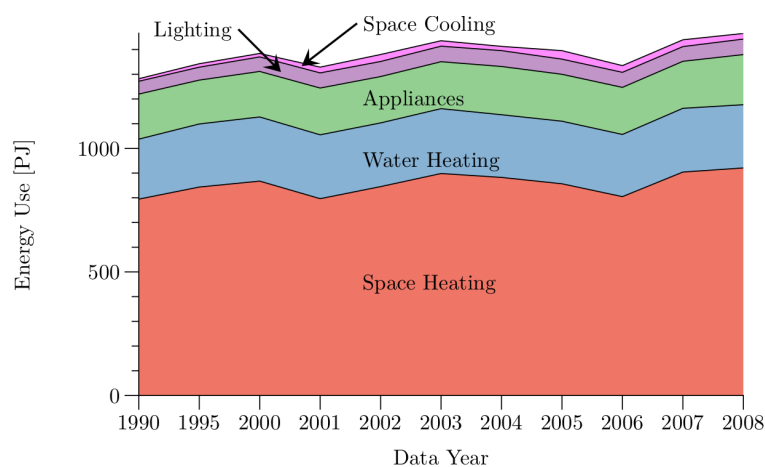 Space Cooling
Lighting
Appliances
Water Heating
Space Heating
Energy Use [PJ]
1000
500
0
1990 1995 2000 2001 2002 2003 2004 2005 2006 2007 2008
Data Year